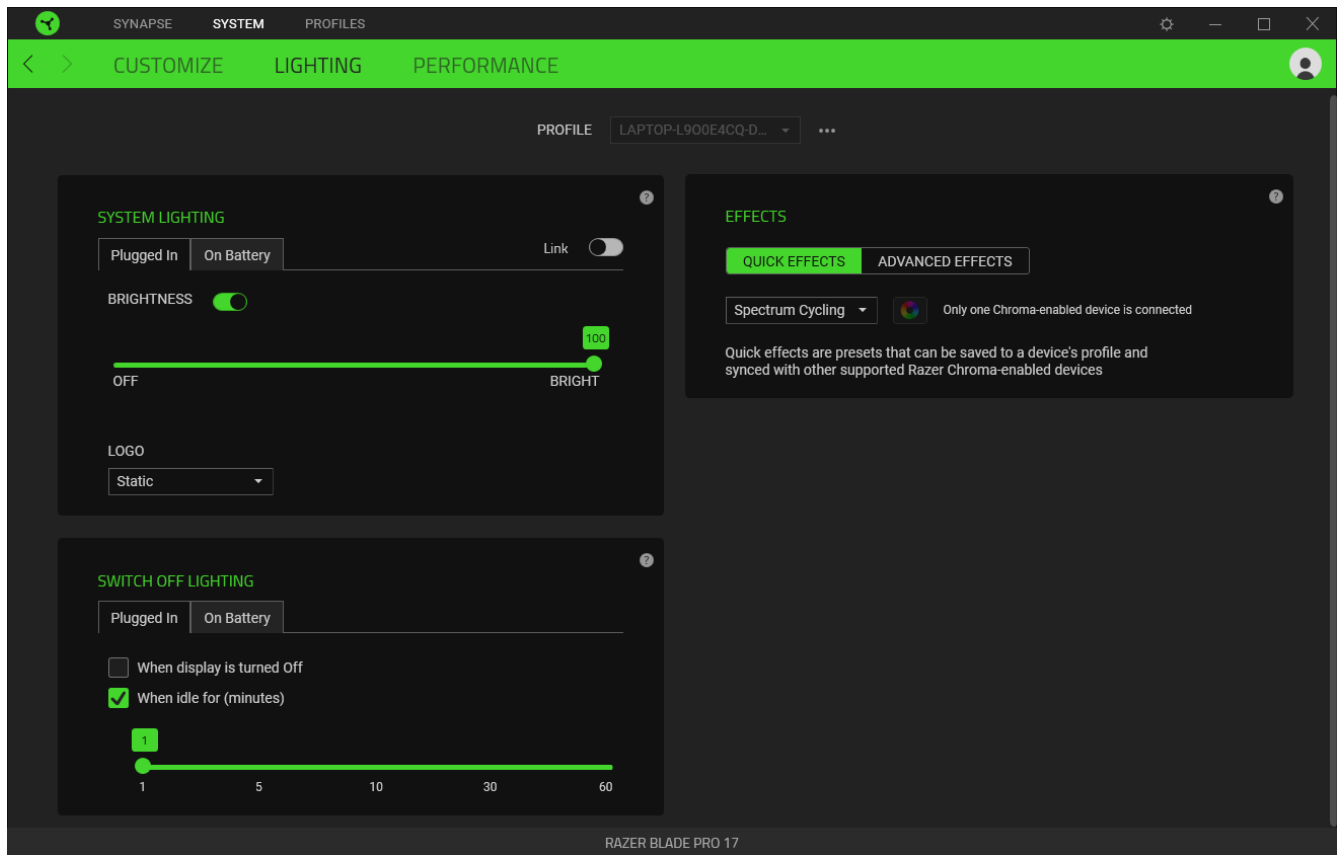 SYNAPSE SYSTEM PROFILES
CUSTOMIZE LIGHTING PERFORMANCE
PROFILE LAPTOP-L9O0E4CQ-D... •••
SYSTEM LIGHTING
Plugged In On Battery Link
BRIGHTNESS
100
OFF BRIGHT
LOGO
Static
SWITCH OFF LIGHTING
Plugged In On Battery
When display is turned Off
When idle for (minutes)
1
1 5 10 30 60
EFFECTS
QUICK EFFECTS ADVANCED EFFECTS
Spectrum Cycling Only one Chroma-enabled device is connected
Quick effects are presets that can be saved to a device's profile and
synced with other supported Razer Chroma-enabled devices
RAZER BLADE PRO 17